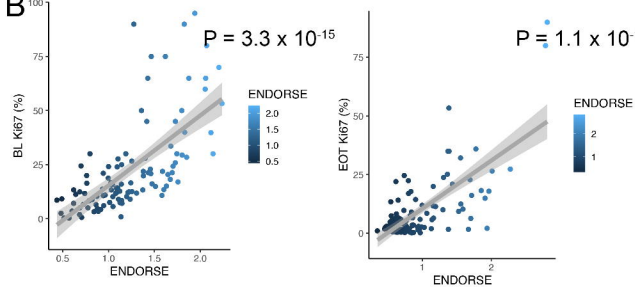 B
P = 3.3 x 10-15
BL Ki67 (%)
100
75
50
25
0
0.5 1.0 1.5 2.0
ENDORSE
ENDORSE
2.0
1.5
1.0
0.5
P = 1.1 x 10-
EOT Ki67 (%)
75
50
25
0
1 2
ENDORSE
ENDORSE
2
1